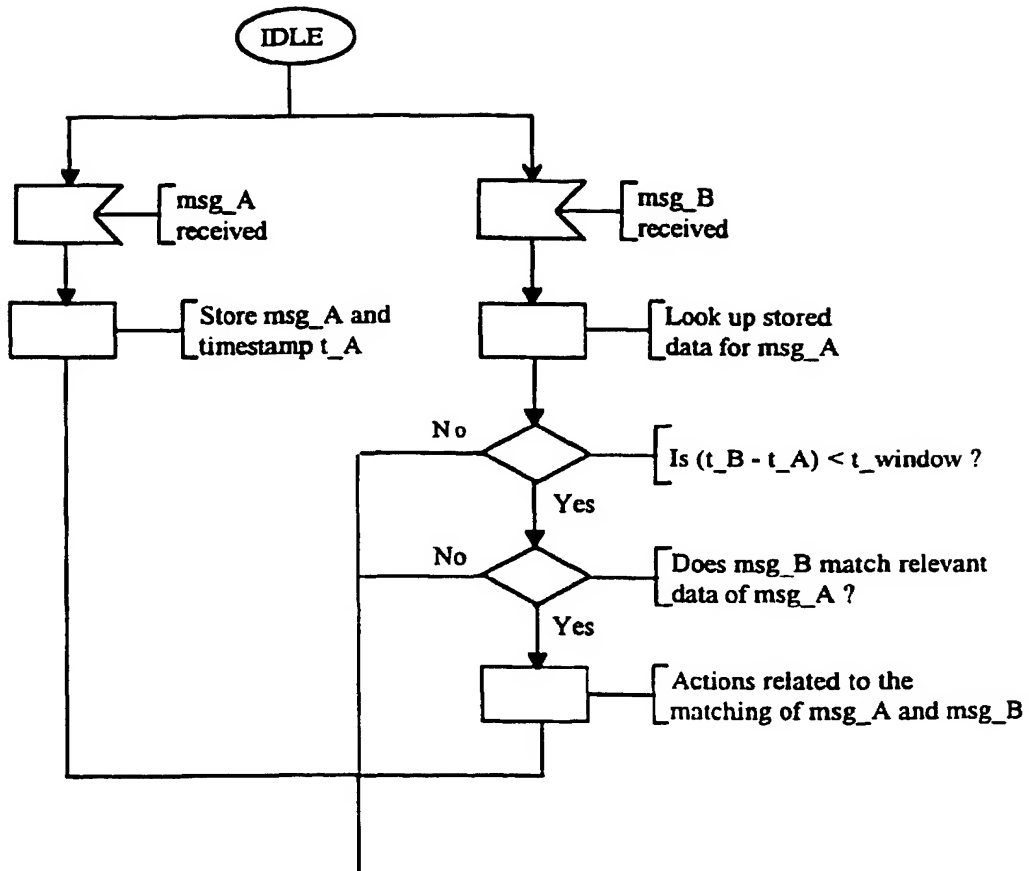 IDLE
msg_A
received
msg_B
received
Store msg_A and
timestamp t_A
Look up stored
data for msg_A
No
Is (t_B - t_A) < t_window ?
Yes
No
Does msg_B match relevant
data of msg_A ?
Yes
Actions related to the
matching of msg_A and msg_B